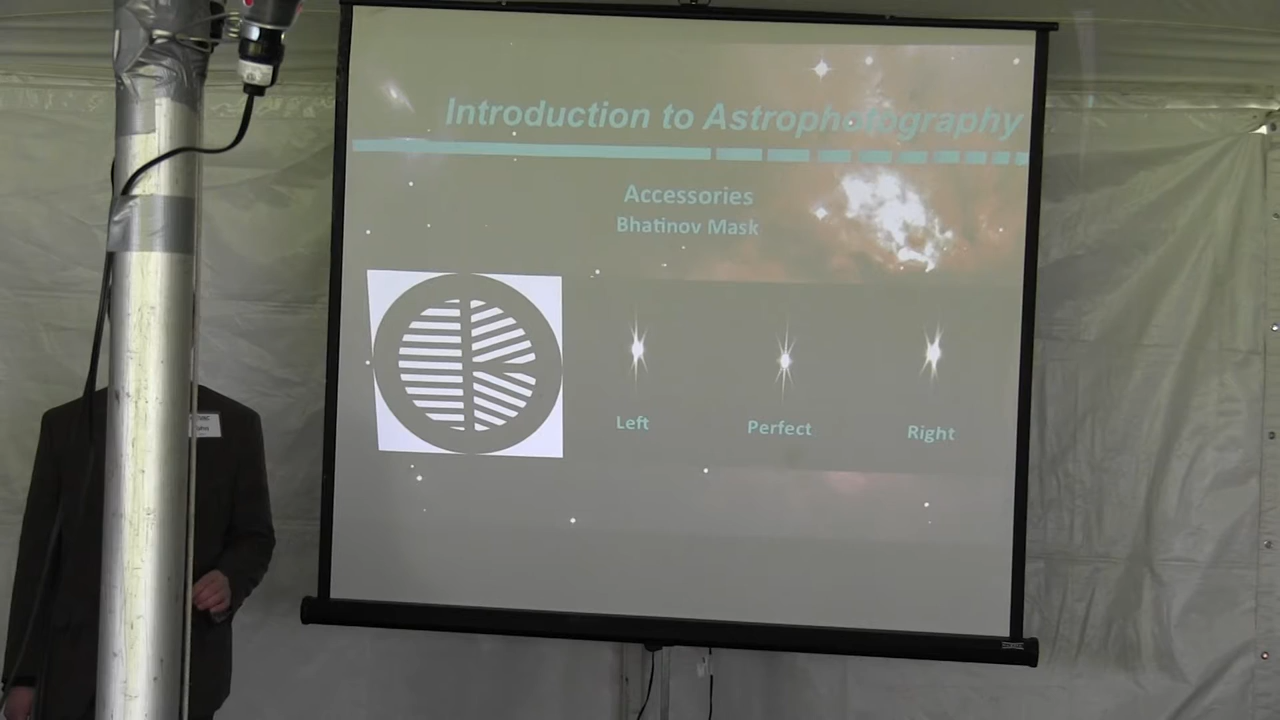 Introduction to Astrophotography
Accessories
Bhatinov Mask
Left
Perfect
Right